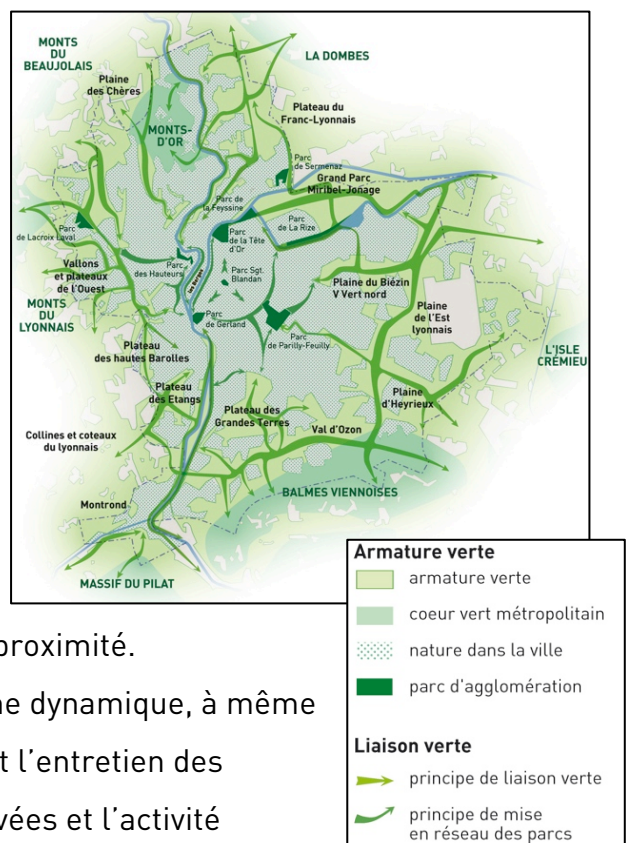 MONTS
DU
BEAUJOLAIS
LA DOMBES
Plaine
des Chères
Plateau du
Franc-Lyonnais
MONTS-
D'OR
Parc
de Sermenaz
Grand Parc
Miribel-Jonage
Parc de
la Feyssine
Parc
de La Rize
Parc
de Lacroix Laval
Parc
de la Tête
d'Or
Vallons
et plateaux
de l'Ouest
Parc
des Hauteurs
Les Berges
Parc Sgt.
Blandan
Plaine du Biézin
V Vert nord
MONTS
DU
LYONNAIS
Plaine
de l'Est
lyonnais
Parc
de Gerland
Parc
de Parilly-Feuilly
L'ISLE
CRÉMIEU
Plateau
des hautes Barolles
Plateau
des Etangs
Plaine
d'Heyrieux
Plateau des
Grandes Terres
Val d'Ozon
Collines et coteaux
du lyonnais
BALMES VIENNOISES
Montrond
MASSIF DU PILAT
Armature verte
armature verte
coeur vert métropolitain
nature dans la ville
parc d'agglomération
Liaison verte
principe de liaison verte
principe de mise
en réseau des parcs
proximité.
ne dynamique, à même
t l'entretien des
vées et l'activité